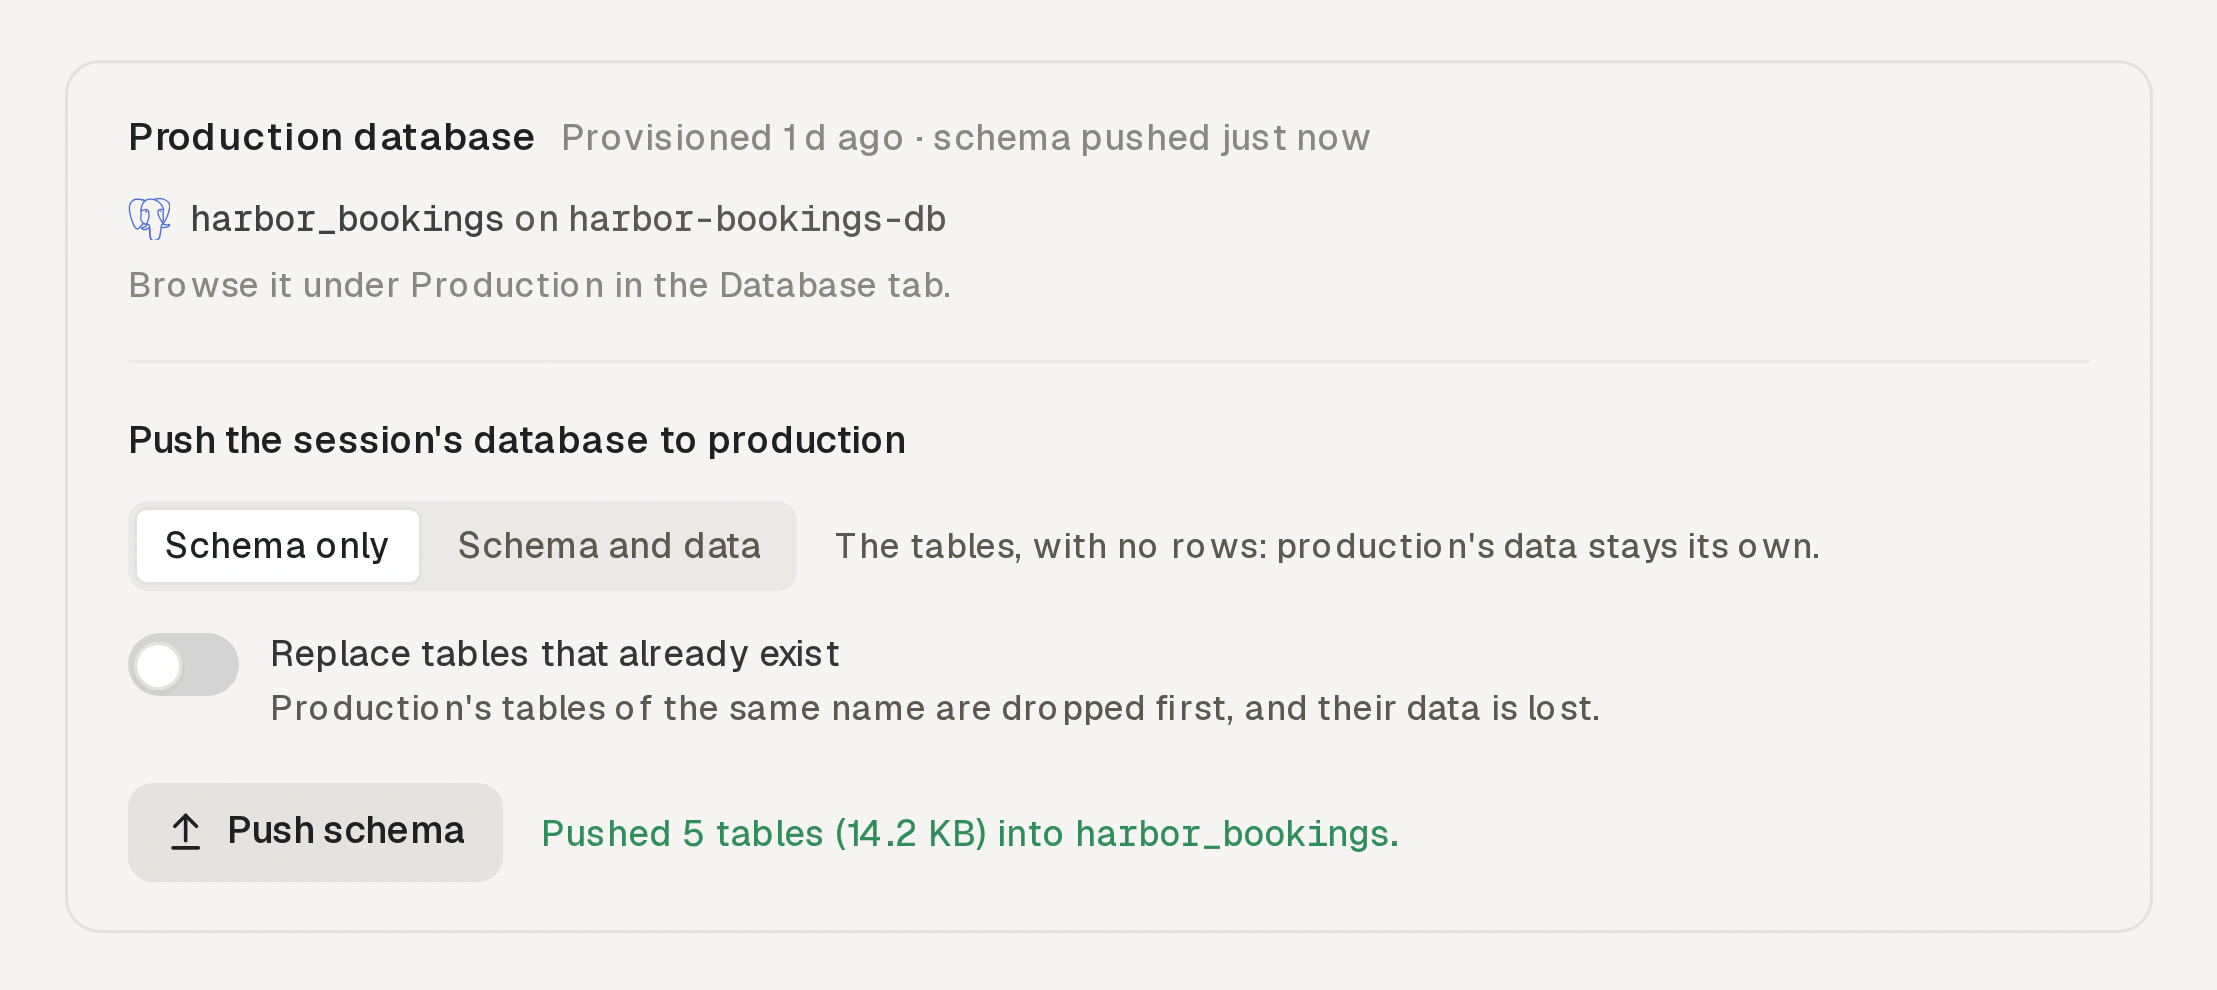 Production database Provisioned 1d ago · schema pushed just now
harbor_bookings on harbor-bookings-db
Browse it under Production in the Database tab.
Push the session's database to production
Schema only Schema and data The tables, with no rows: production's data stays its own.
Replace tables that already exist
Production's tables of the same name are dropped first, and their data is lost.
Push schema Pushed 5 tables (14.2 KB) into harbor_bookings.